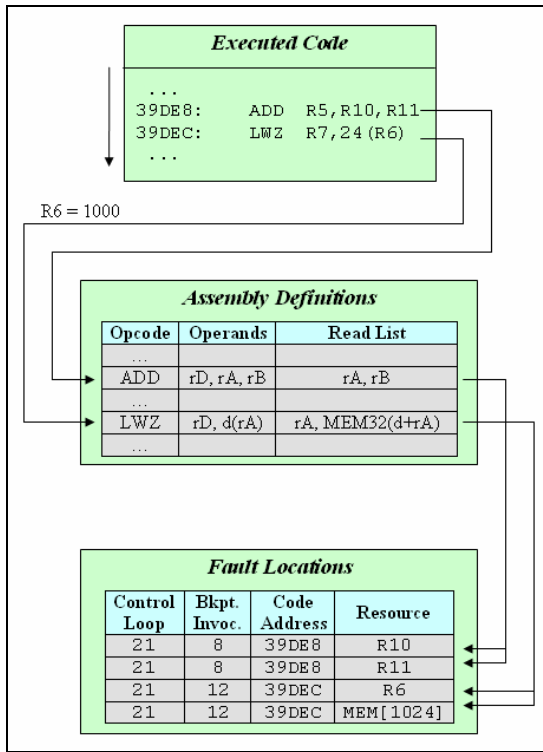 Executed Code
...
39DE8: ADD R5,R10,R11
39DEC: LWZ R7,24(R6)
...
R6 = 1000
Assembly Definitions
Opcode Operands Read List
...
ADD rD, rA, rB rA, rB
...
LWZ rD, d(rA) rA, MEM32(d+rA)
...
Fault Locations
Control Loop Bkpt. Invoc. Code Address Resource
21 8 39DE8 R10
21 8 39DE8 R11
21 12 39DEC R6
21 12 39DEC MEM[1024]